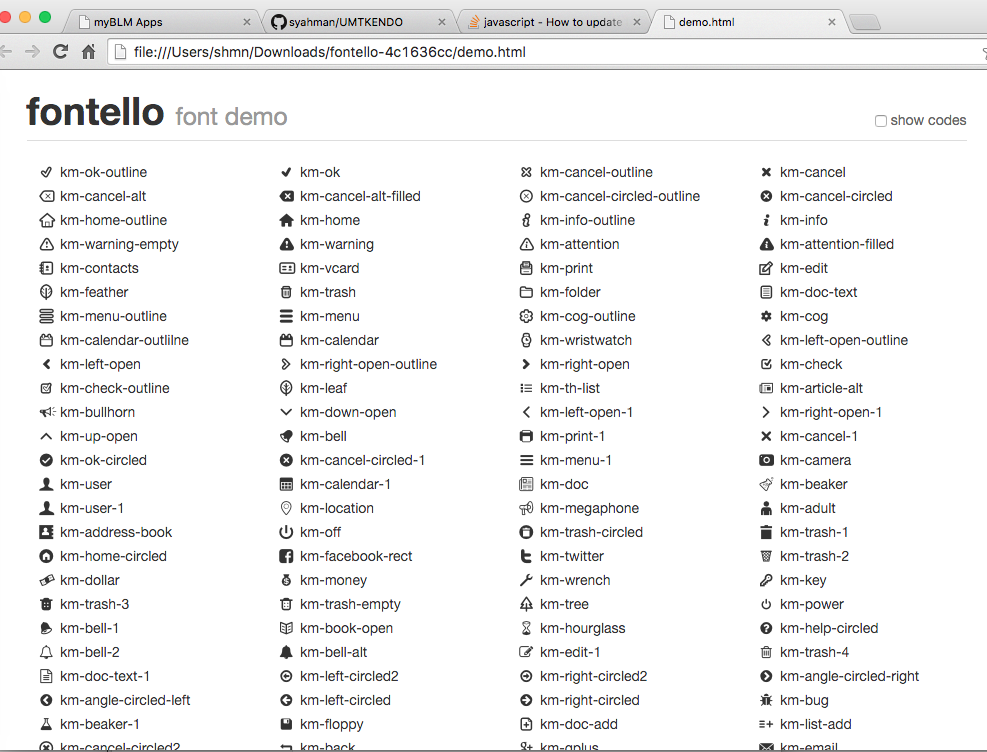 myBLM Apps syahman/UMTKENDO javascript - How to update demo.html
file:///Users/shmn/Downloads/fontello-4c1636cc/demo.html
fontello font demo show codes
km-ok-outline km-ok km-cancel-outline km-cancel
km-cancel-alt km-cancel-alt-filled km-cancel-circled-outline km-cancel-circled
km-home-outline km-home km-info-outline km-info
km-warning-empty km-warning km-attention km-attention-filled
km-contacts km-vcard km-print km-edit
km-feather km-trash km-folder km-doc-text
km-menu-outline km-menu km-cog-outline km-cog
km-calendar-outlilne km-calendar km-wristwatch km-left-open-outline
km-left-open km-right-open-outline km-right-open km-check
km-check-outline km-leaf km-th-list km-article-alt
km-bullhorn km-down-open km-left-open-1 km-right-open-1
km-up-open km-bell km-print-1 km-cancel-1
km-ok-circled km-cancel-circled-1 km-menu-1 km-camera
km-user km-calendar-1 km-doc km-beaker
km-user-1 km-location km-megaphone km-adult
km-address-book km-off km-trash-circled km-trash-1
km-home-circled km-facebook-rect km-twitter km-trash-2
km-dollar km-money km-wrench km-key
km-trash-3 km-trash-empty km-tree km-power
km-bell-1 km-book-open km-hourglass km-help-circled
km-bell-2 km-bell-alt km-edit-1 km-trash-4
km-doc-text-1 km-left-circled2 km-right-circled2 km-angle-circled-right
km-angle-circled-left km-left-circled km-right-circled km-bug
km-beaker-1 km-floppy km-doc-add km-list-add
km-cancel-circled2 km-back km-gplus km-email